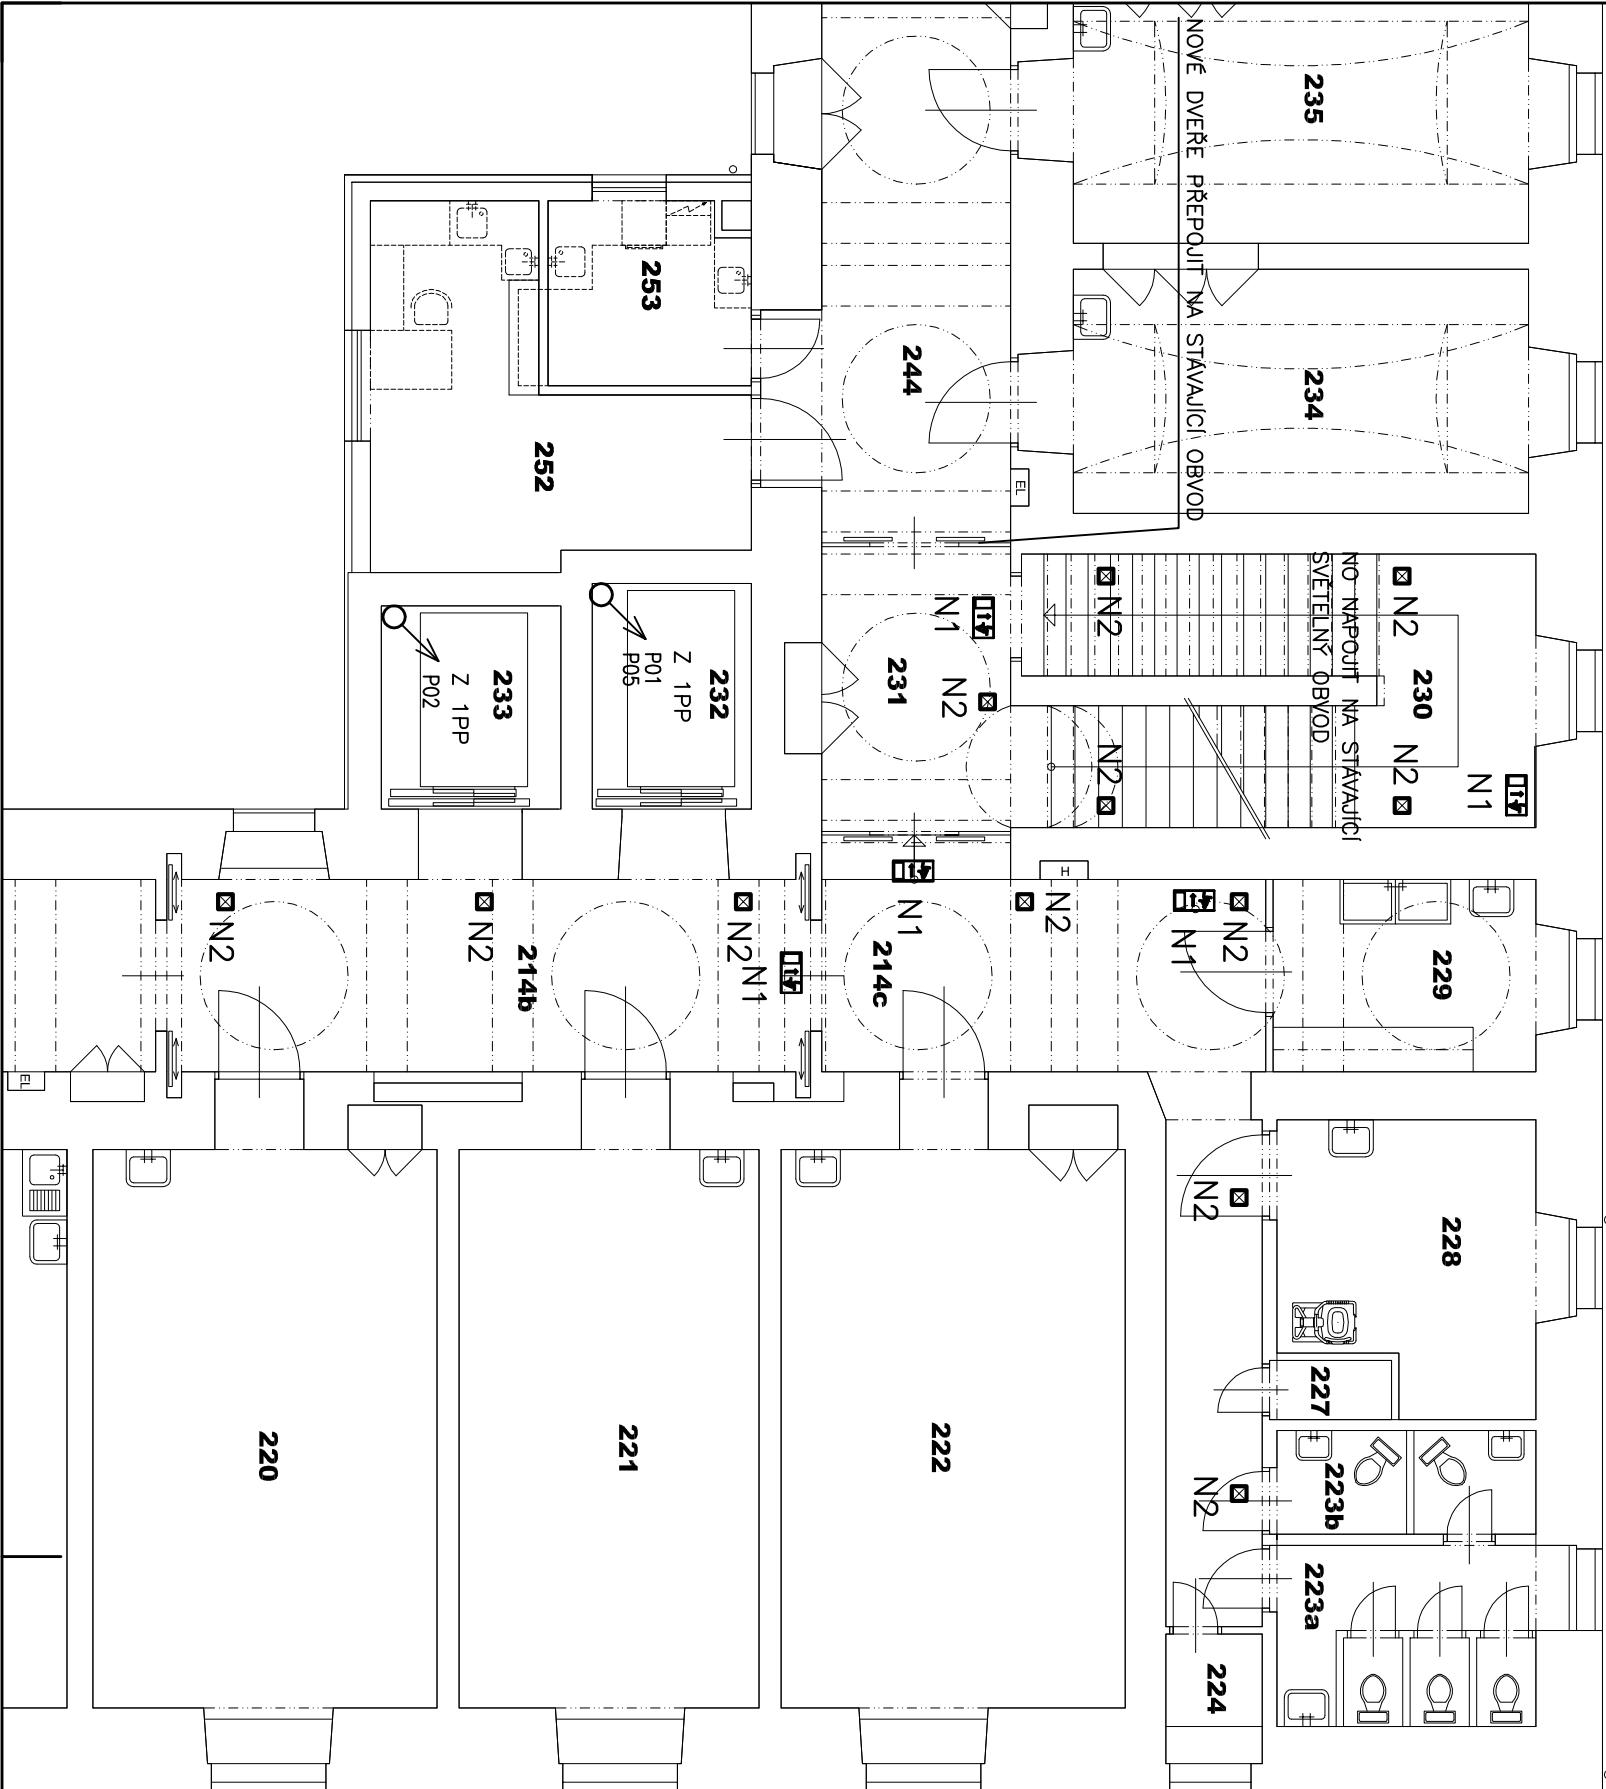 NOVÉ DVEŘE PŘEPOJIT NA STÁVAJÍCÍ OBVOD
NO NAPOJIT NA STÁVAJÍCÍ
SVĚTELNÝ OBVOD
235
234
230
N2
N2
N1
N2
N2
244
EL
231
N1
N2
253
252
232
Z 1PP
P01
P05
233
Z 1PP
P02
H
229
N2
N1
N2
N1
214c
N2
N1
214b
N2
N2
EL
228
N2
227
223b
N2
223a
224
222
221
220